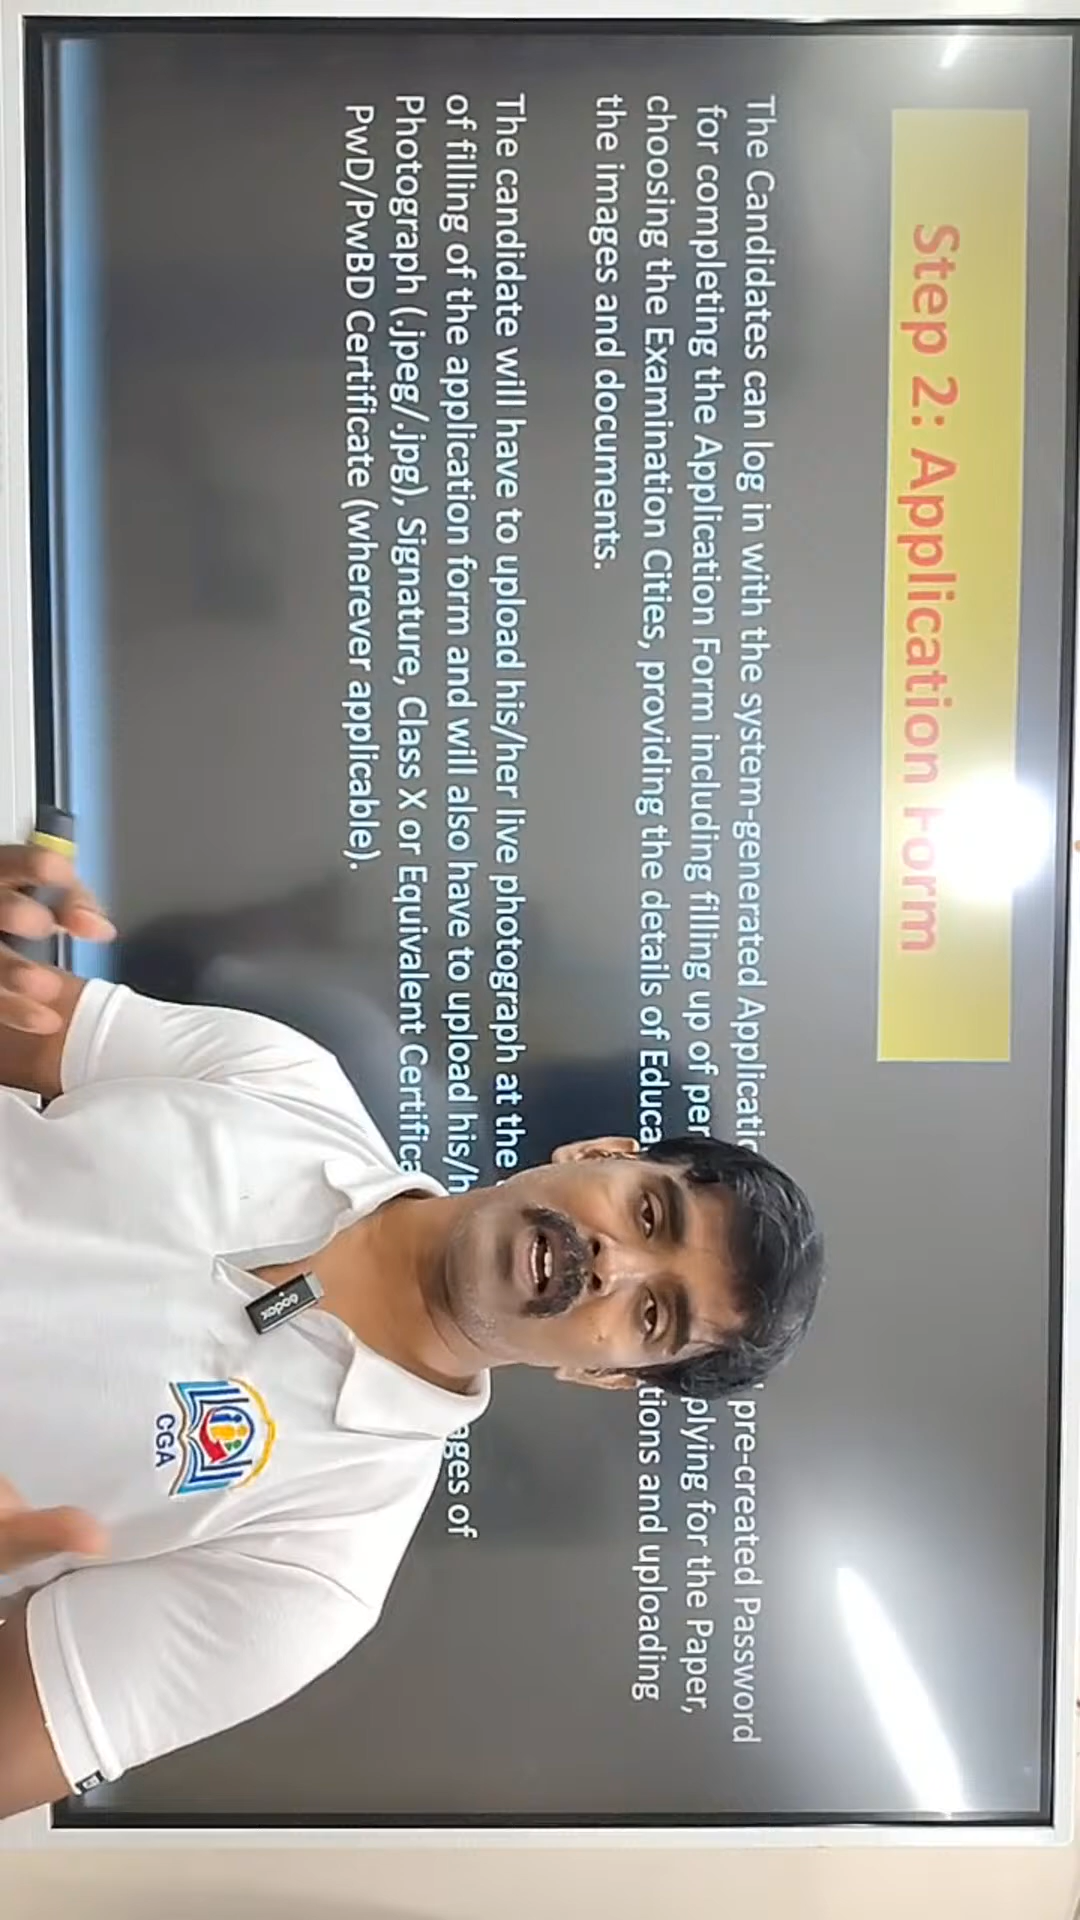 Step 2: Application Form
The Candidates can log in with the system-generated pre-created Password
for completing the Application Form including filling up of plying for the Paper,
choosing the Examination Cities, providing the details of Educa tions and uploading
the images and documents.
The candidate will have to upload his/her live photograph at the
of filling of the application form and will also have to upload his/h ages of
Photograph (.jpeg/.jpg), Signature, Class X or Equivalent Certifica
PwD/PwBD Certificate (wherever applicable).
Godox
CGA